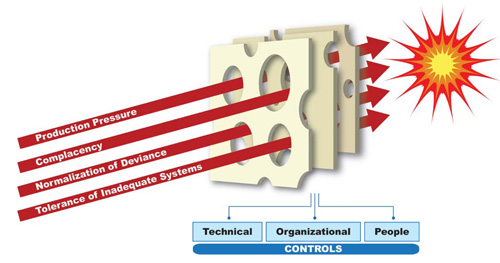 Production Pressure
Complacency
Normalization of Deviance
Tolerance of Inadequate Systems
Technical
Organizational
People
CONTROLS